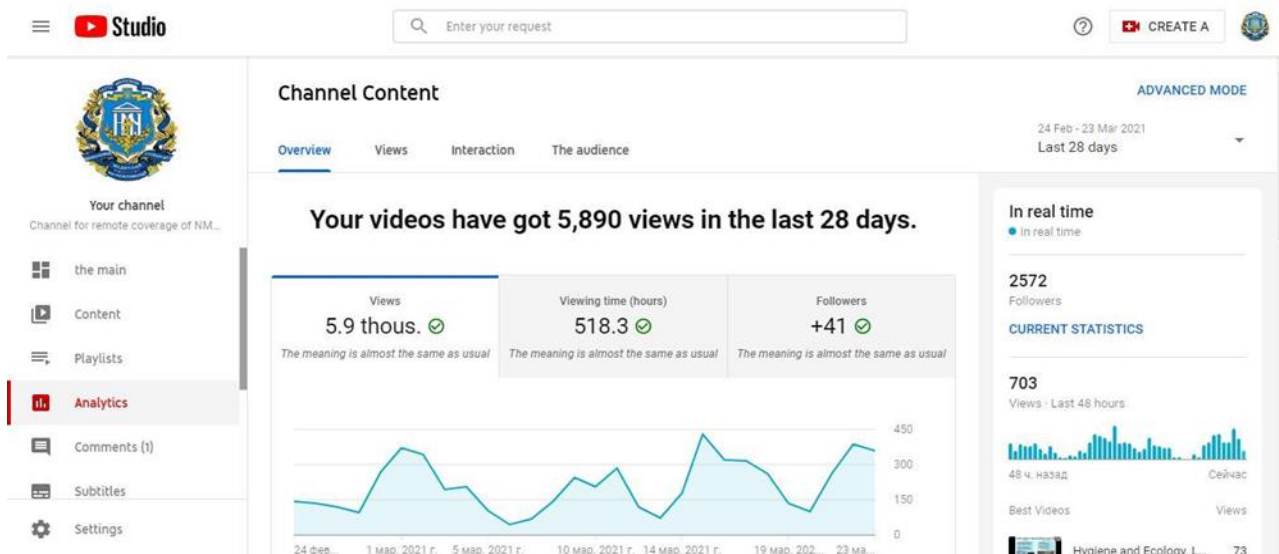 Studio
Enter your request
CREATE A
Your channel
Channel for remote coverage of NM...
the main
Content
Playlists
Analytics
Comments (1)
Subtitles
Settings
Channel Content
ADVANCED MODE
Overview Views Interaction The audience
24 Feb - 23 Mar 2021
Last 28 days
Your videos have got 5,890 views in the last 28 days.
Views
5.9 thous.
The meaning is almost the same as usual
Viewing time (hours)
518.3
The meaning is almost the same as usual
Followers
+41
The meaning is almost the same as usual
450
300
150
0
24 фев... 1 мар. 2021 г. 5 мар. 2021 г. 10 мар. 2021 г. 14 мар. 2021 г. 19 мар. 202... 23 ма...
In real time
In real time
2572
Followers
CURRENT STATISTICS
703
Views · Last 48 hours
48 ч. назад Сейчас
Best Videos Views
Hygiene and Ecology L... 73